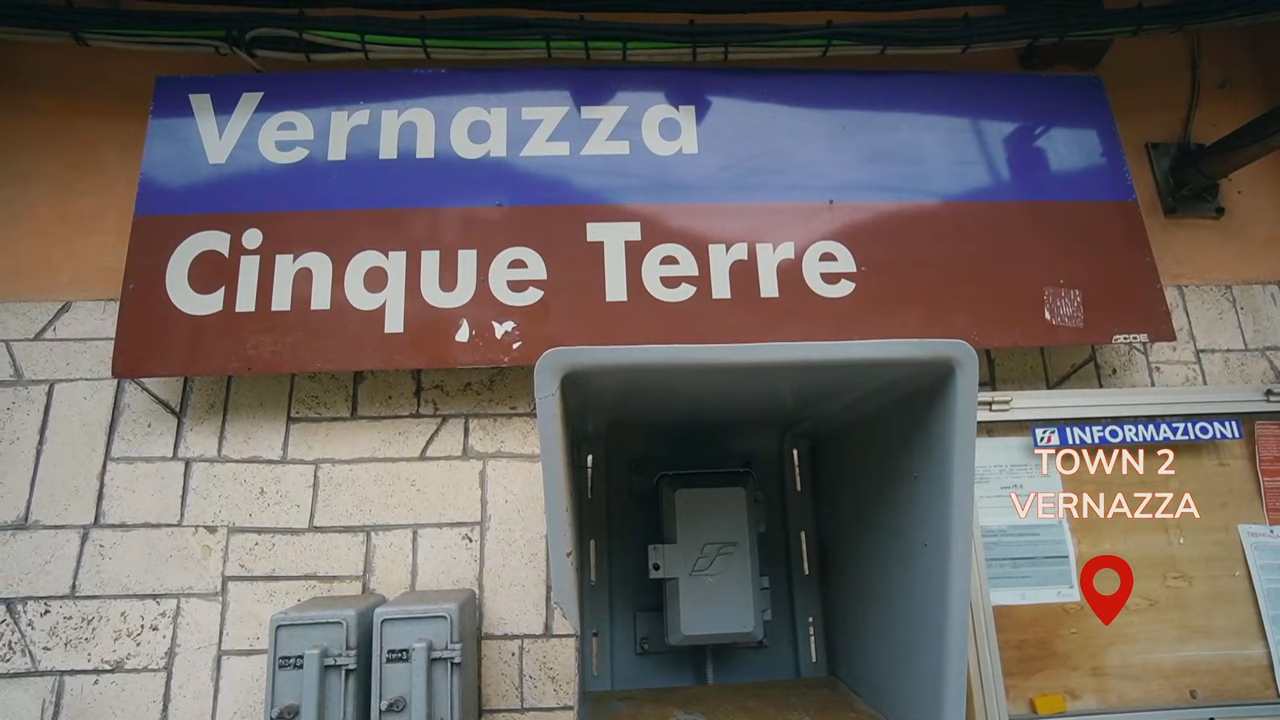 Vernazza
Cinque Terre
INFORMAZIONI
TOWN 2
VERNAZZA